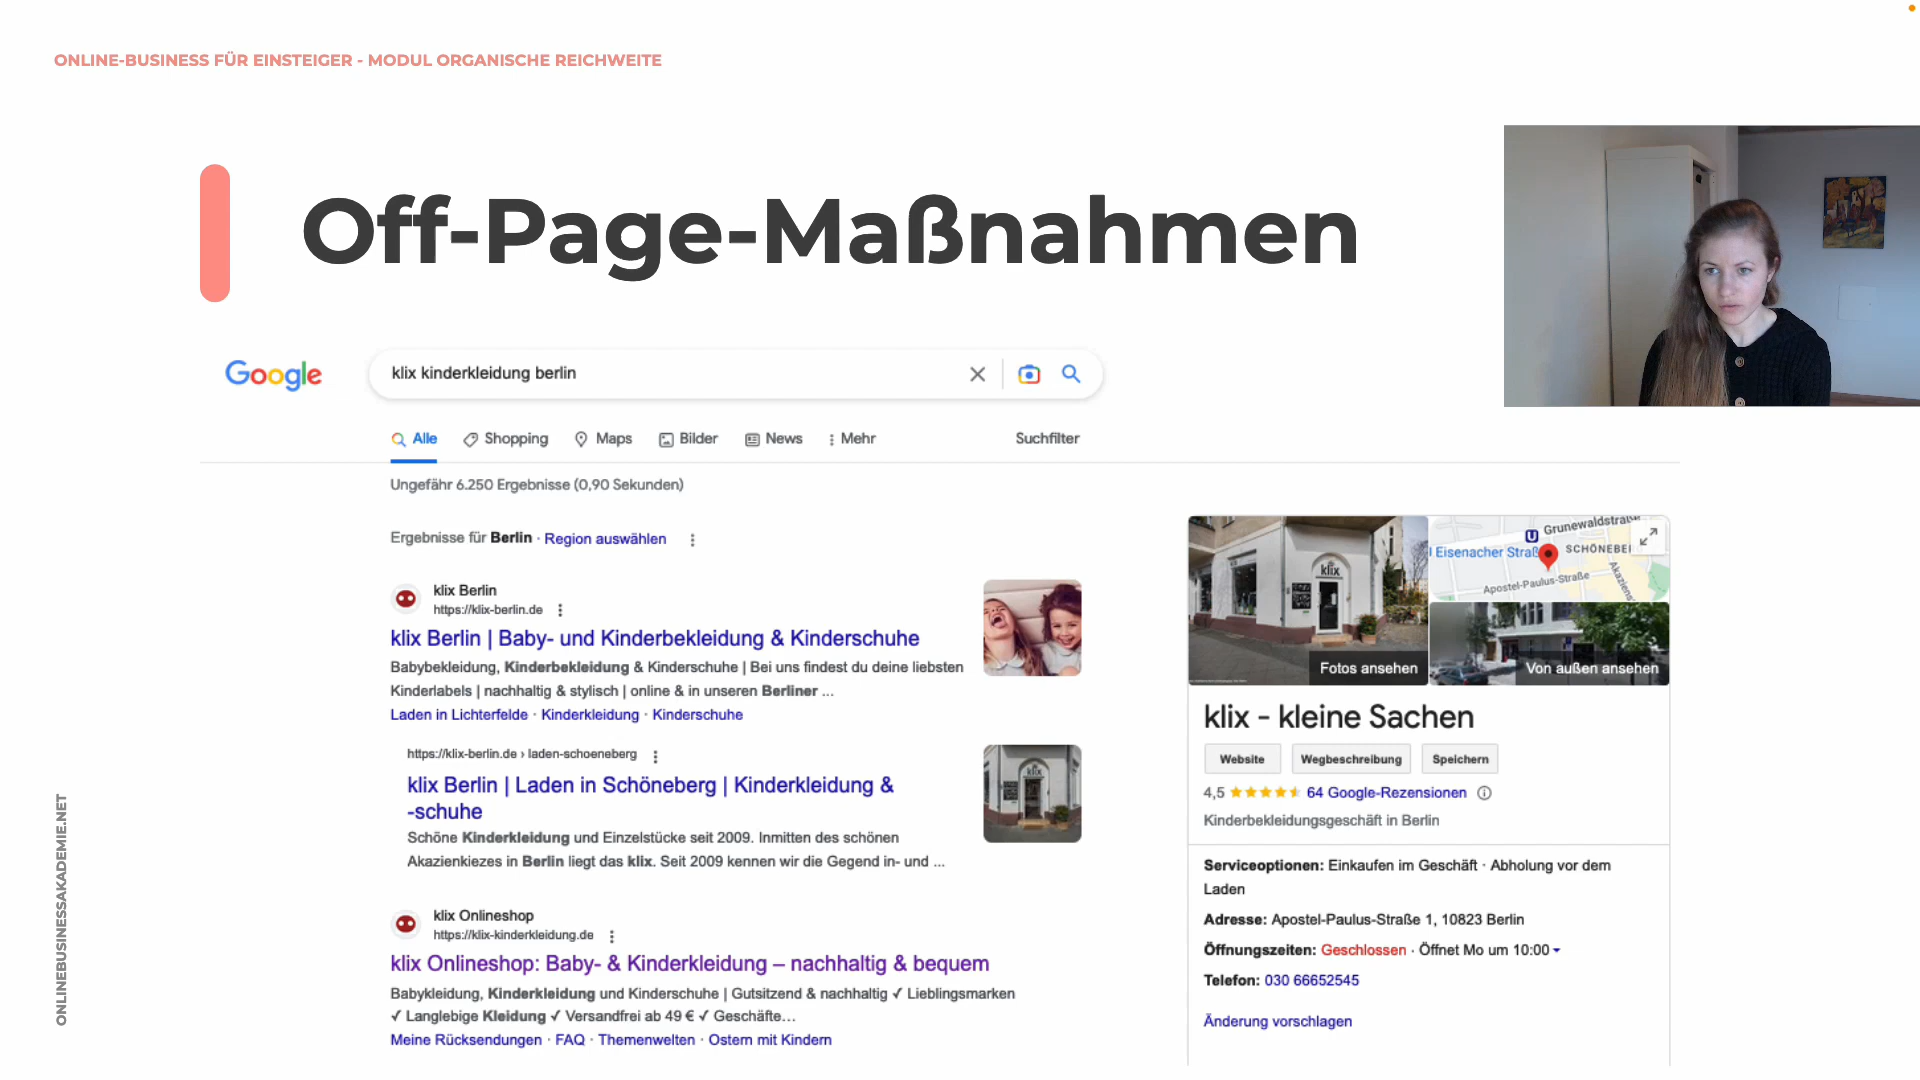 ONLINE-BUSINESS FÜR EINSTEIGER - MODUL ORGANISCHE REICHWEITE
Off-Page-Maßnahmen
Google
klix kinderkleidung berlin
Alle Shopping Maps Bilder News Mehr Suchfilter
Ungefähr 6.250 Ergebnisse (0,90 Sekunden)
Ergebnisse für Berlin · Region auswählen
klix Berlin
https://klix-berlin.de
klix Berlin | Baby- und Kinderbekleidung & Kinderschuhe
Babybekleidung, Kinderbekleidung & Kinderschuhe | Bei uns findest du deine liebsten
Kinderlabels | nachhaltig & stylisch | online & in unseren Berliner ...
Laden in Lichterfelde · Kinderkleidung · Kinderschuhe
https://klix-berlin.de › laden-schoeneberg
klix Berlin | Laden in Schöneberg | Kinderkleidung &
-schuhe
Schöne Kinderkleidung und Einzelstücke seit 2009. Inmitten des schönen
Akazienkiezes in Berlin liegt das klix. Seit 2009 kennen wir die Gegend in- und ...
klix
klix Onlineshop
https://klix-kinderkleidung.de
klix Onlineshop: Baby- & Kinderkleidung – nachhaltig & bequem
Babykleidung, Kinderkleidung und Kinderschuhe | Gutsitzend & nachhaltig ✓ Lieblingsmarken
✓ Langlebige Kleidung ✓ Versandfrei ab 49 € ✓ Geschäfte...
Meine Rücksendungen · FAQ · Themenwelten · Ostern mit Kindern
klix
Fotos ansehen
U
Grunewaldstraße
Eisenacher Straß
SCHÖNEBE
Apostel-Paulus-Straße
Akaziens
Von außen ansehen
klix - kleine Sachen
Website Wegbeschreibung Speichern
4,5 ★★★★★ 64 Google-Rezensionen
Kinderbekleidungsgeschäft in Berlin
Serviceoptionen: Einkaufen im Geschäft · Abholung vor dem
Laden
Adresse: Apostel-Paulus-Straße 1, 10823 Berlin
Öffnungszeiten: Geschlossen · Öffnet Mo um 10:00
Telefon: 030 66652545
Änderung vorschlagen
ONLINEBUSINESSAKADEMIE.NET